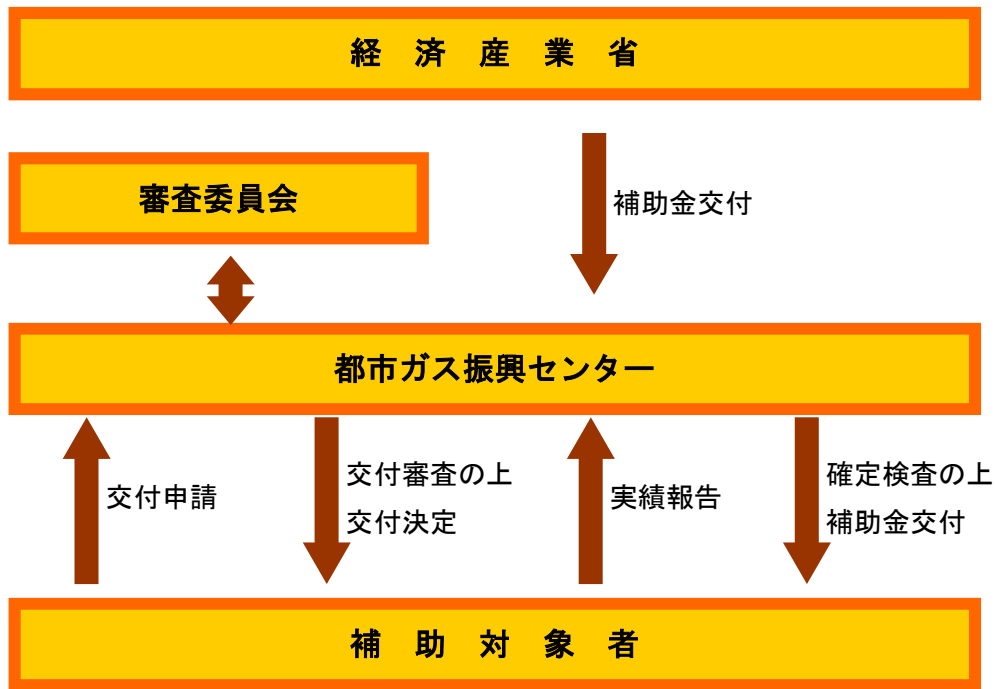 経済産業省
審査委員会
補助金交付
都市ガス振興センター
交付申請
交付審査の上
交付決定
実績報告
確定検査の上
補助金交付
補助対象者